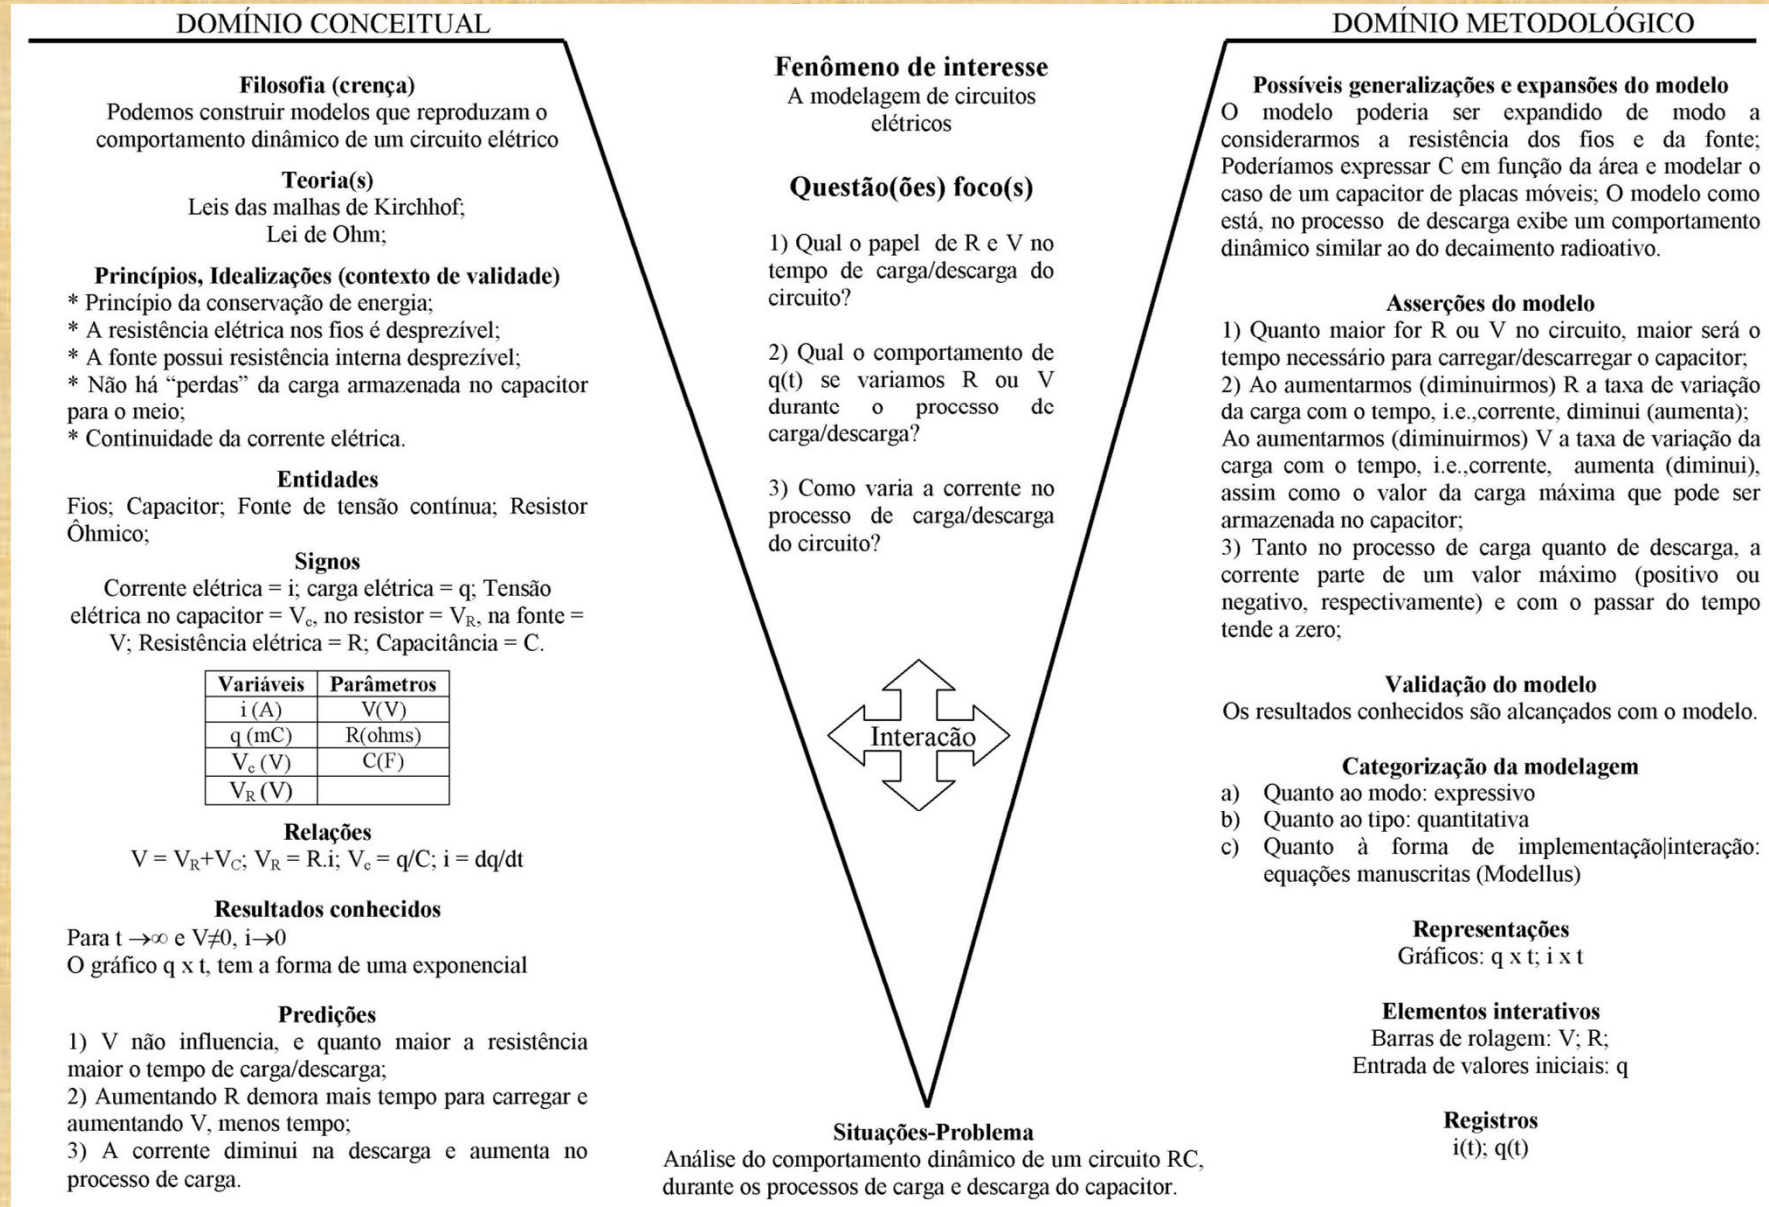 DOMÍNIO CONCEITUAL
Filosofia (crença)
Podemos construir modelos que reproduzam o
comportamento dinâmico de um circuito elétrico
Teoria(s)
Leis das malhas de Kirchhof;
Lei de Ohm;
Princípios, Idealizações (contexto de validade)
* Princípio da conservação de energia;
* A resistência elétrica nos fios é desprezível;
* A fonte possui resistência interna desprezível;
* Não há “perdas” da carga armazenada no capacitor
para o meio;
* Continuidade da corrente elétrica.
Entidades
Fios; Capacitor; Fonte de tensão contínua; Resistor
Ôhmico;
Signos
Corrente elétrica = i; carga elétrica = q; Tensão
elétrica no capacitor = Vc, no resistor = VR, na fonte =
V; Resistência elétrica = R; Capacitância = C.
Variáveis Parâmetros
i (A) V(V)
q (mC) R(ohms)
Vc (V) C(F)
VR (V)
Relações
V = VR+VC; VR = R.i; Vc = q/C; i = dq/dt
Resultados conhecidos
Para t →∞ e V≠0, i→0
O gráfico q x t, tem a forma de uma exponencial
Predições
1) V não influencia, e quanto maior a resistência
maior o tempo de carga/descarga;
2) Aumentando R demora mais tempo para carregar e
aumentando V, menos tempo;
3) A corrente diminui na descarga e aumenta no
processo de carga.
Fenômeno de interesse
A modelagem de circuitos
elétricos
Questão(ões) foco(s)
1) Qual o papel de R e V no
tempo de carga/descarga do
circuito?
2) Qual o comportamento de
q(t) se variamos R ou V
durante o processo de
carga/descarga?
3) Como varia a corrente no
processo de carga/descarga
do circuito?
Interação
Situações-Problema
Análise do comportamento dinâmico de um circuito RC,
durante os processos de carga e descarga do capacitor.
DOMÍNIO METODOLÓGICO
Possíveis generalizações e expansões do modelo
O modelo poderia ser expandido de modo a
considerarmos a resistência dos fios e da fonte;
Poderíamos expressar C em função da área e modelar o
caso de um capacitor de placas móveis; O modelo como
está, no processo de descarga exibe um comportamento
dinâmico similar ao do decaimento radioativo.
Asserções do modelo
1) Quanto maior for R ou V no circuito, maior será o
tempo necessário para carregar/descarregar o capacitor;
2) Ao aumentarmos (diminuirmos) R a taxa de variação
da carga com o tempo, i.e.,corrente, diminui (aumenta);
Ao aumentarmos (diminuirmos) V a taxa de variação da
carga com o tempo, i.e.,corrente, aumenta (diminui),
assim como o valor da carga máxima que pode ser
armazenada no capacitor;
3) Tanto no processo de carga quanto de descarga, a
corrente parte de um valor máximo (positivo ou
negativo, respectivamente) e com o passar do tempo
tende a zero;
Validação do modelo
Os resultados conhecidos são alcançados com o modelo.
Categorização da modelagem
a) Quanto ao modo: expressivo
b) Quanto ao tipo: quantitativa
c) Quanto à forma de implementação|interação:
equações manuscritas (Modellus)
Representações
Gráficos: q x t; i x t
Elementos interativos
Barras de rolagem: V; R;
Entrada de valores iniciais: q
Registros
i(t); q(t)